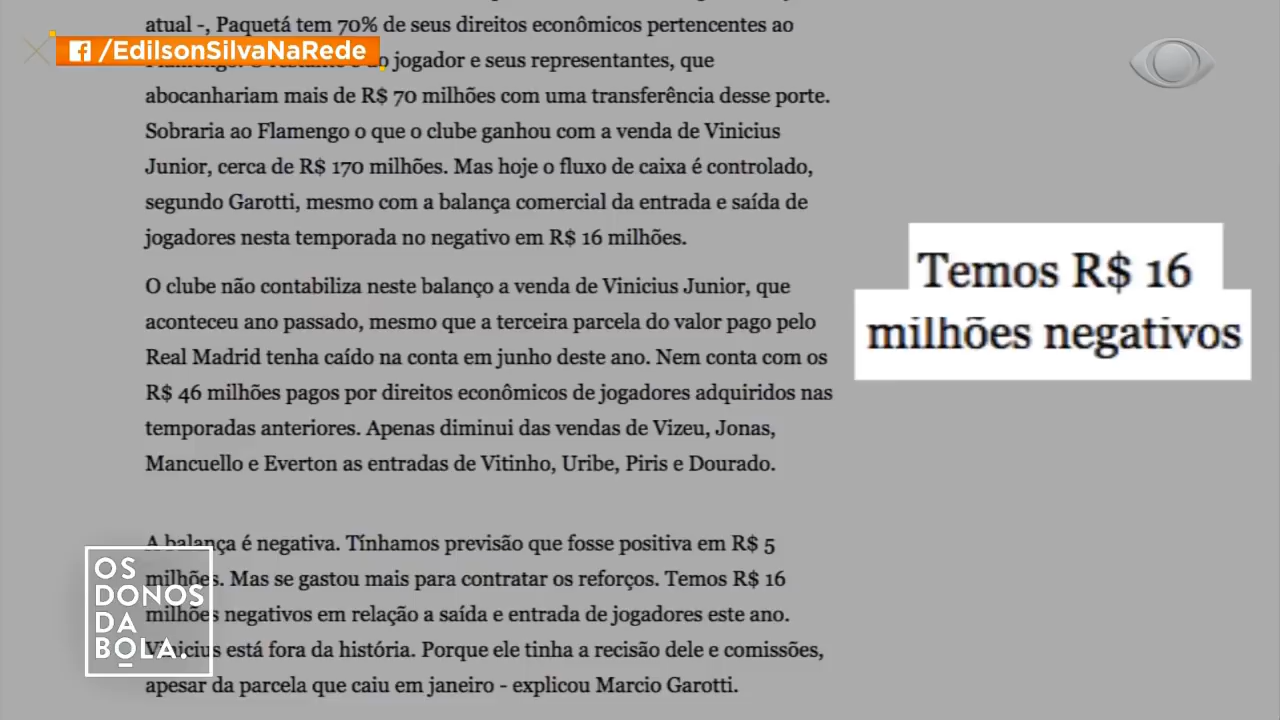 atual -, Paquetá tem 70% de seus direitos econômicos pertencentes ao
/EdilsonSilvaNaRede
jogador e seus representantes, que
abocanhariam mais de R$ 70 milhões com uma transferência desse porte.
Sobraria ao Flamengo o que o clube ganhou com a venda de Vinicius
Junior, cerca de R$ 170 milhões. Mas hoje o fluxo de caixa é controlado,
segundo Garotti, mesmo com a balança comercial da entrada e saída de
jogadores nesta temporada no negativo em R$ 16 milhões.
Temos R$ 16
milhões negativos
O clube não contabiliza neste balanço a venda de Vinicius Junior, que
aconteceu ano passado, mesmo que a terceira parcela do valor pago pelo
Real Madrid tenha caído na conta em junho deste ano. Nem conta com os
R$ 46 milhões pagos por direitos econômicos de jogadores adquiridos nas
temporadas anteriores. Apenas diminui das vendas de Vizeu, Jonas,
Mancuello e Everton as entradas de Vitinho, Uribe, Piris e Dourado.
A balança é negativa. Tínhamos previsão que fosse positiva em R$ 5
milhões. Mas se gastou mais para contratar os reforços. Temos R$ 16
milhões negativos em relação a saída e entrada de jogadores este ano.
Vinicius está fora da história. Porque ele tinha a recisão dele e comissões,
apesar da parcela que caiu em janeiro - explicou Marcio Garotti.
OS
DONOS
DA
BOLA.